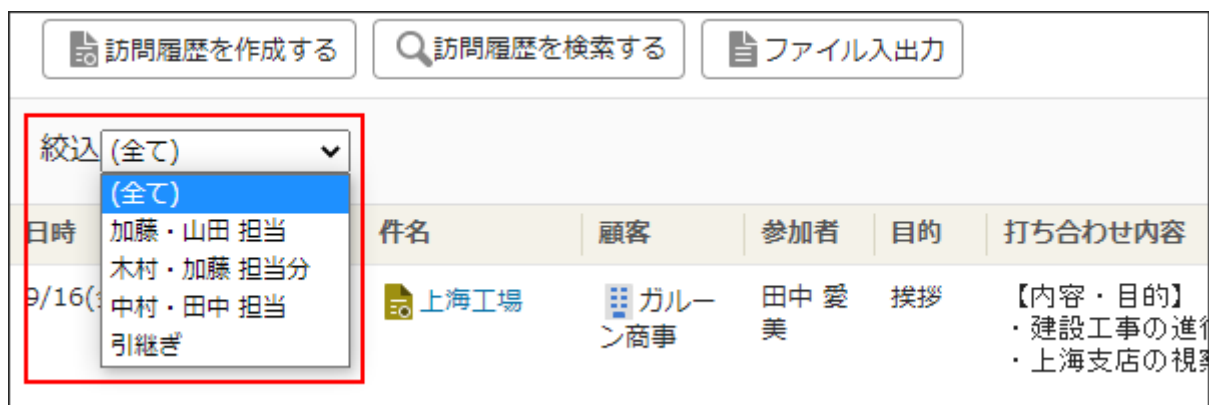 訪問履歴を作成する 訪問履歴を検索する ファイル入出力
絞込 (全て)
(全て)
加藤・山田 担当
木村・加藤 担当分
中村・田中 担当
引継ぎ
日時 件名 顧客 参加者 目的 打ち合わせ内容
9/16( 上海工場 ガルー 田中 愛 挨拶 【内容・目的】
ン商事 美 ・建設工事の進
・上海支店の視